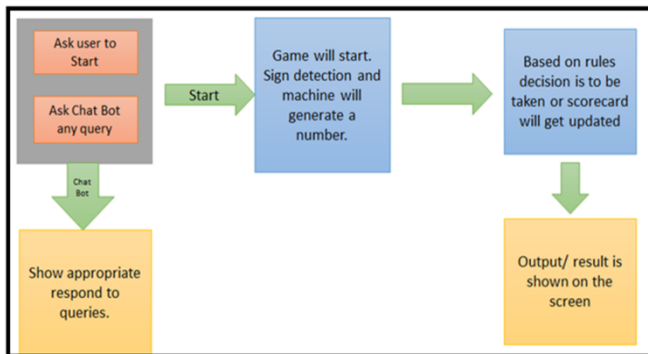 Ask user to
Start
Ask Chat Bot
any query
Start
Game will start.
Sign detection and
machine will
generate a
number.
Based on rules
decision is to be
taken or scorecard
will get updated
Chat
Bot
Show appropriate
respond to
queries.
Output/ result is
shown on the
screen